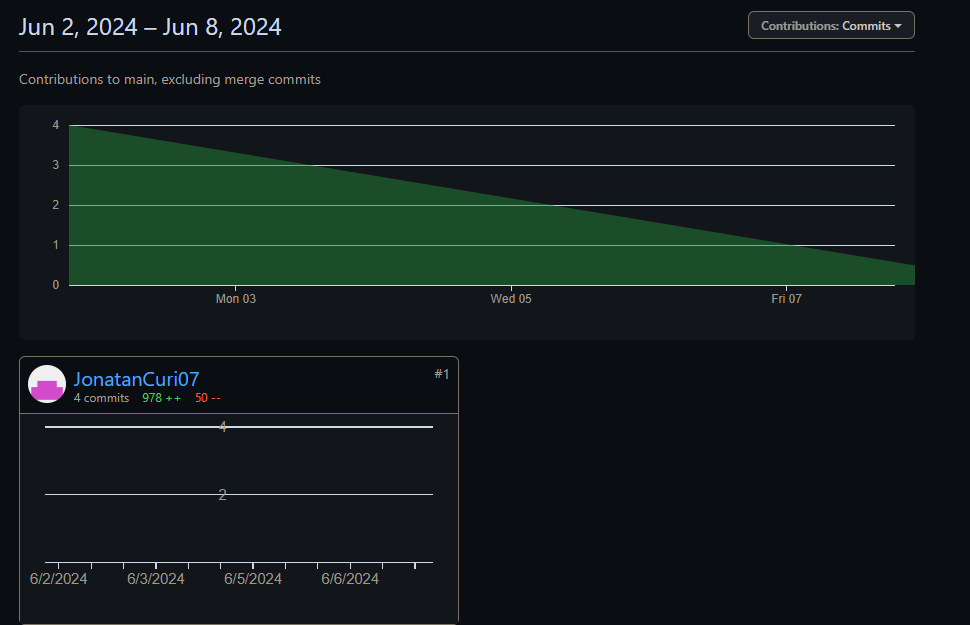 Jun 2, 2024 – Jun 8, 2024
Contributions: Commits
Contributions to main, excluding merge commits
4
3
2
1
0
Mon 03
Wed 05
Fri 07
JonatanCuri07
#1
4 commits 978 ++ 50 --
4
2
6/2/2024
6/3/2024
6/5/2024
6/6/2024